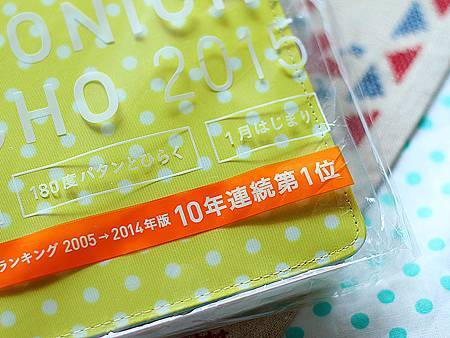 ONICH
CHO 2015
180度パタンとひらく
1月はじまり
ランキング 2005→2014年版 10年連続第1位